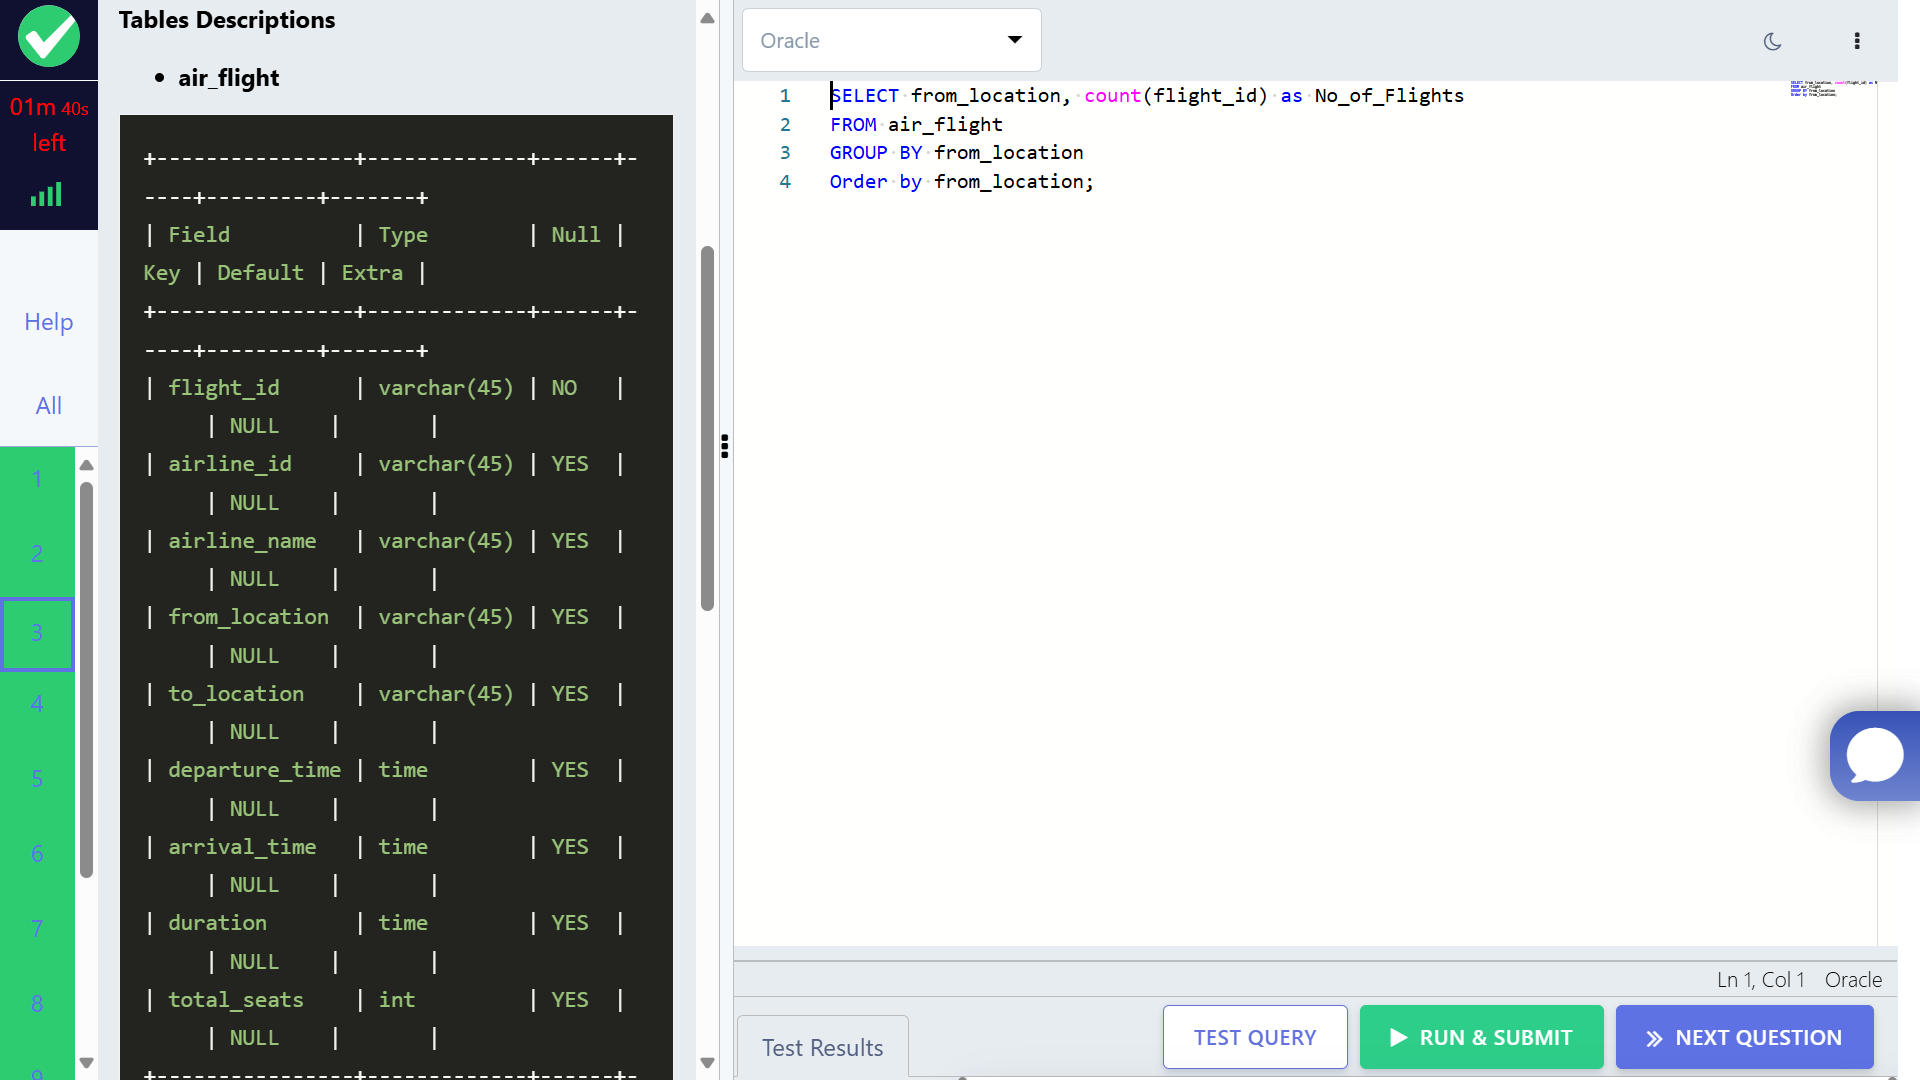 01m 40s
left
Help
All
1
2
3
4
5
6
7
8
9
Tables Descriptions
• air_flight
+----------------+-------------+------+-
----+---------+-------+
| Field          | Type        | Null |
Key | Default | Extra |
+----------------+-------------+------+-
----+---------+-------+
| flight_id      | varchar(45) | NO   |
     | NULL    |       |
| airline_id     | varchar(45) | YES  |
     | NULL    |       |
| airline_name   | varchar(45) | YES  |
     | NULL    |       |
| from_location  | varchar(45) | YES  |
     | NULL    |       |
| to_location    | varchar(45) | YES  |
     | NULL    |       |
| departure_time | time        | YES  |
     | NULL    |       |
| arrival_time   | time        | YES  |
     | NULL    |       |
| duration       | time        | YES  |
     | NULL    |       |
| total_seats    | int         | YES  |
     | NULL    |       |
+----------------+-------------+------+-
Oracle
1 SELECT from_location, count(flight_id) as No_of_Flights
2 FROM air_flight
3 GROUP BY from_location
4 Order by from_location;
Ln 1, Col 1 Oracle
Test Results
TEST QUERY
RUN & SUBMIT
NEXT QUESTION